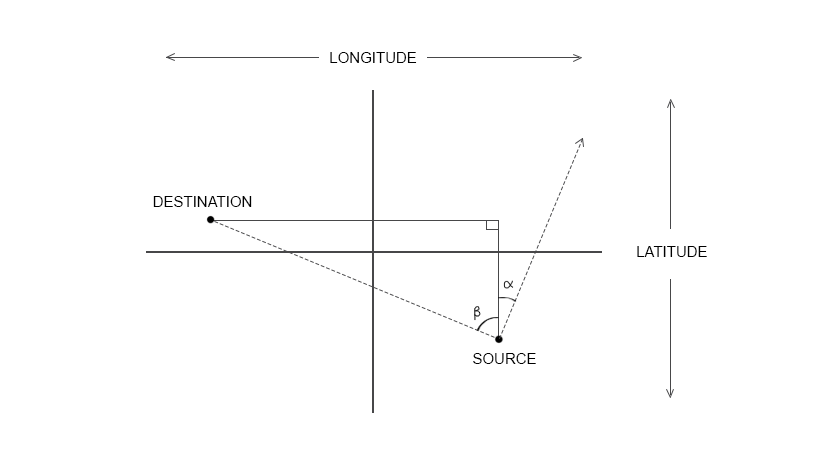 LONGITUDE
DESTINATION
LATITUDE
α
β
SOURCE